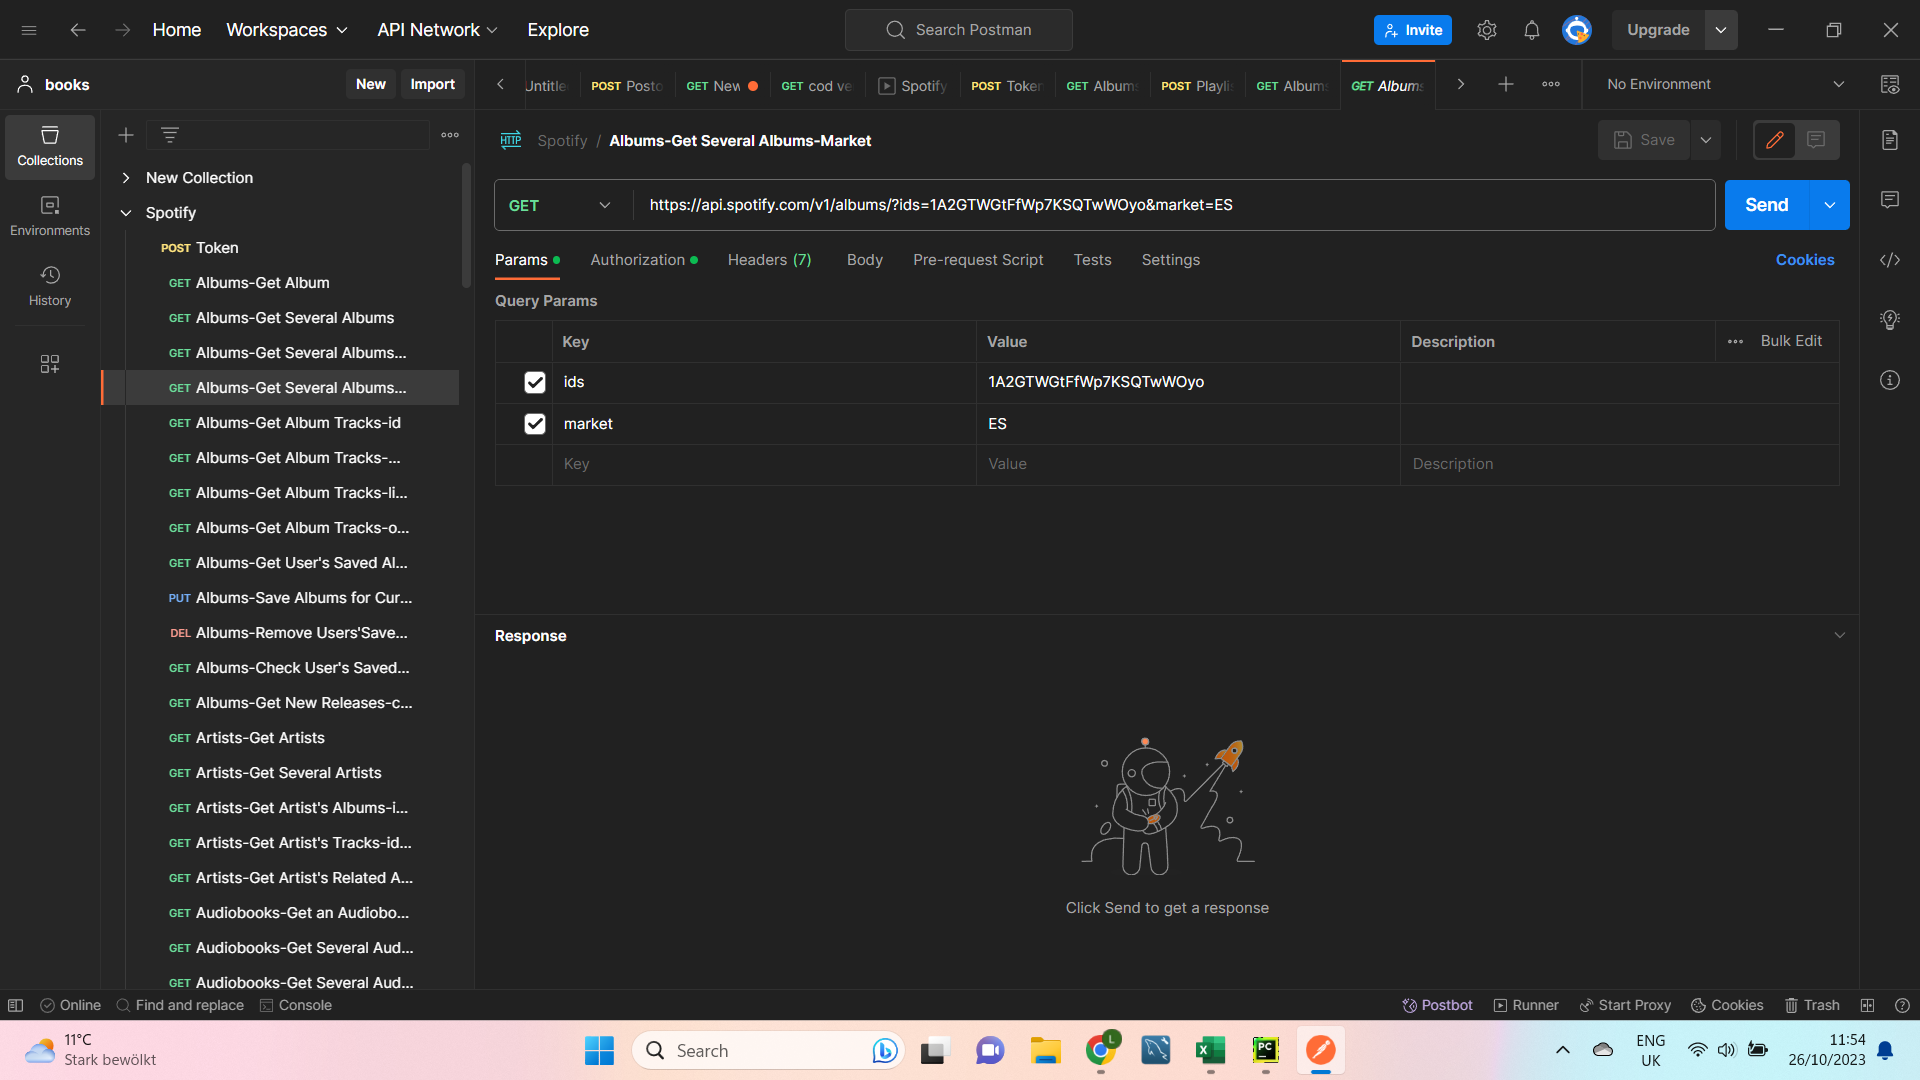 Home
Workspaces
API Network
Explore
Search Postman
Invite
Upgrade
books
New
Import
POST
GET New
GET cod
Spotify
POST Token
GET
POST
GET
GET
No Environment
Collections
Environments
History
New Collection
Spotify
POST Token
GET Albums-Get Album
GET Albums-Get Several Albums
GET Albums-Get Several Albums...
GET Albums-Get Several Albums...
GET Albums-Get Album Tracks-id
GET Albums-Get Album Tracks-...
GET Albums-Get Album Tracks-li...
GET Albums-Get Album Tracks-o...
GET Albums-Get User's Saved Al...
PUT Albums-Save Albums for Cur...
DEL Albums-Remove Users'Save...
GET Albums-Check User's Saved...
GET Albums-Get New Releases-c...
GET Artists-Get Artists
GET Artists-Get Several Artists
GET Artists-Get Artist's Albums-i...
GET Artists-Get Artist's Tracks-id...
GET Artists-Get Artist's Related A...
GET Audiobooks-Get an Audiobo...
GET Audiobooks-Get Several Aud...
GET Audiobooks-Get Several Aud...
HTTP Spotify / Albums-Get Several Albums-Market
Save
GET https://api.spotify.com/v1/albums/?ids=1A2GTWGtFfWp7KSQTwWOyo&market=ES
Send
Params Authorization Headers (7) Body Pre-request Script Tests Settings Cookies
Query Params
Key Value Description Bulk Edit
ids 1A2GTWGtFfWp7KSQTwWOyo
market ES
Key Value Description
Response
Click Send to get a response
Online Find and replace Console
Postbot Runner Start Proxy Cookies Trash
11°C
Stark bewölkt
Search
L
PC
ENG
UK
11:54
26/10/2023